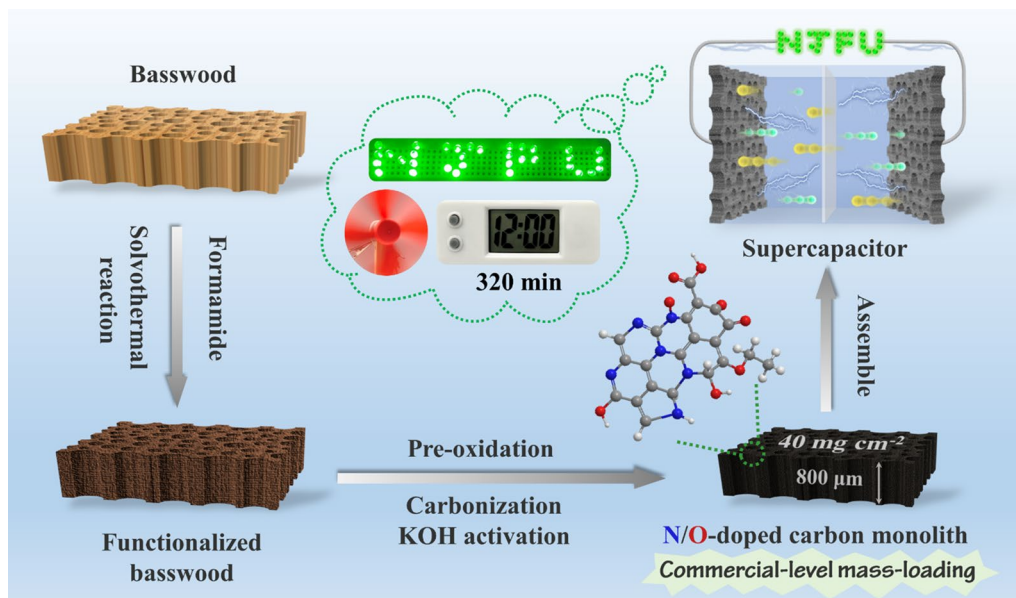 Basswood
NJFU
12:00
320 min
Supercapacitor
Formamide
Solvothermal
reaction
Assemble
Pre-oxidation
Carbonization
KOH activation
40 mg cm⁻²
800 μm
Functionalized
basswood
N/O-doped carbon monolith
Commercial-level mass-loading